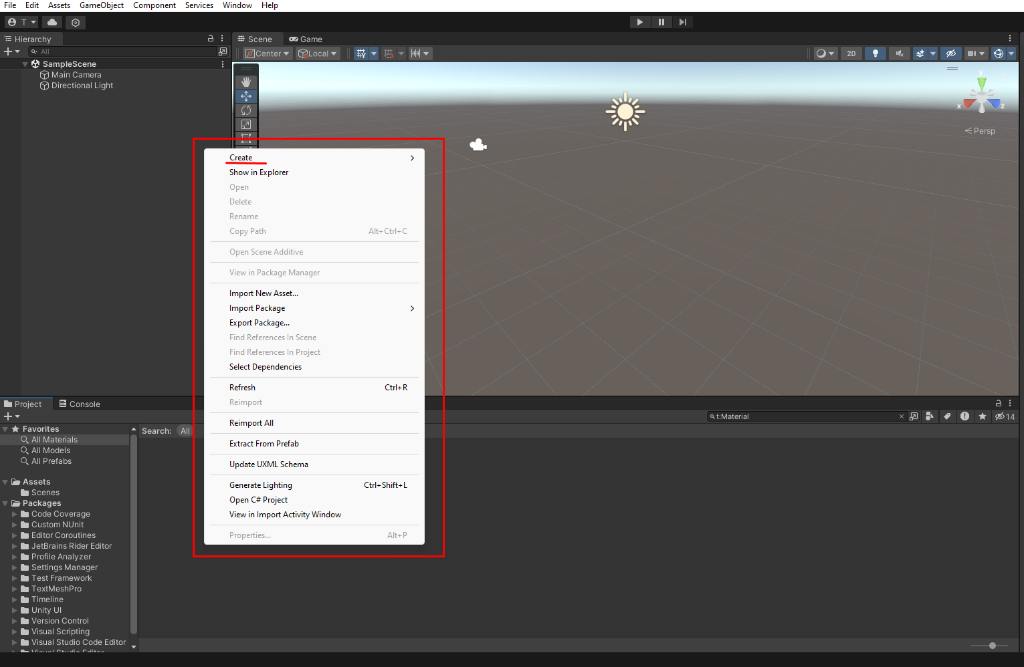 File Edit Assets GameObject Component Services Window Help
T
Hierarchy
All
SampleScene
Main Camera
Directional Light
Scene Game
Center Local 2D
x z
Persp
Create
Show in Explorer
Open
Delete
Rename
Copy Path Alt+Ctrl+C
Open Scene Additive
View in Package Manager
Import New Asset...
Import Package
Export Package...
Find References In Scene
Find References In Project
Select Dependencies
Refresh Ctrl+R
Reimport
Reimport All
Extract From Prefab
Update UXML Schema
Generate Lighting Ctrl+Shift+L
Open C# Project
View in Import Activity Window
Properties... Alt+P
Project Console
t:Material 14
Favorites
All Materials
All Models
All Prefabs
Search: All
Assets
Scenes
Packages
Code Coverage
Custom NUnit
Editor Coroutines
JetBrains Rider Editor
Profile Analyzer
Settings Manager
Test Framework
TextMeshPro
Timeline
Unity UI
Version Control
Visual Scripting
Visual Studio Code Editor
Visual Studio Editor